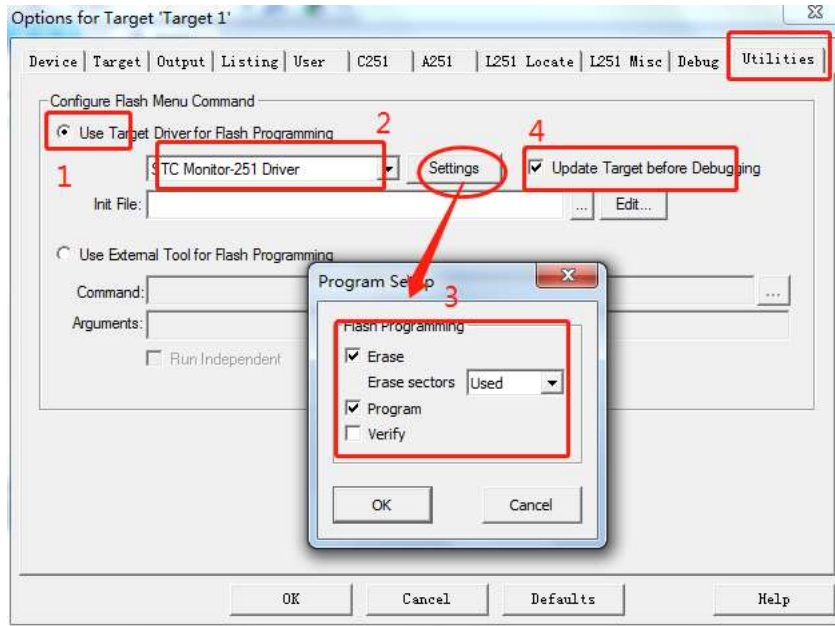 Options for Target 'Target 1'
Device Target Output Listing User C251 A251 L251 Locate L251 Misc Debug Utilities
Configure Flash Menu Command
Use Target Driver for Flash Programming
2
4
1
STC Monitor-251 Driver
Settings
Update Target before Debugging
Init File:
...
Edit...
Use External Tool for Flash Programming
Command:
...
Arguments:
Run Independent
Program Setup
3
Flash Programming
Erase
Erase sectors Used
Program
Verify
OK
Cancel
OK
Cancel
Defaults
Help